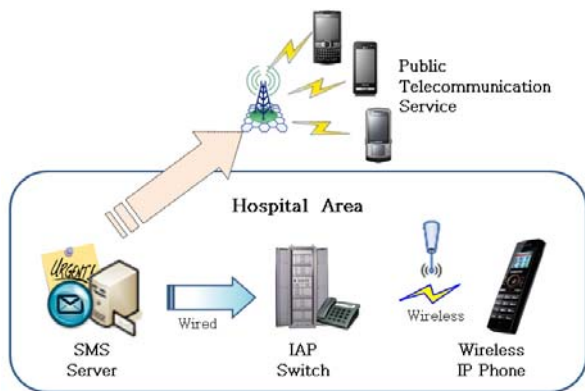 Public
Telecommunication
Service
Hospital Area
URGENT!
Wired
Wireless
SMS
Server
IAP
Switch
Wireless
IP Phone